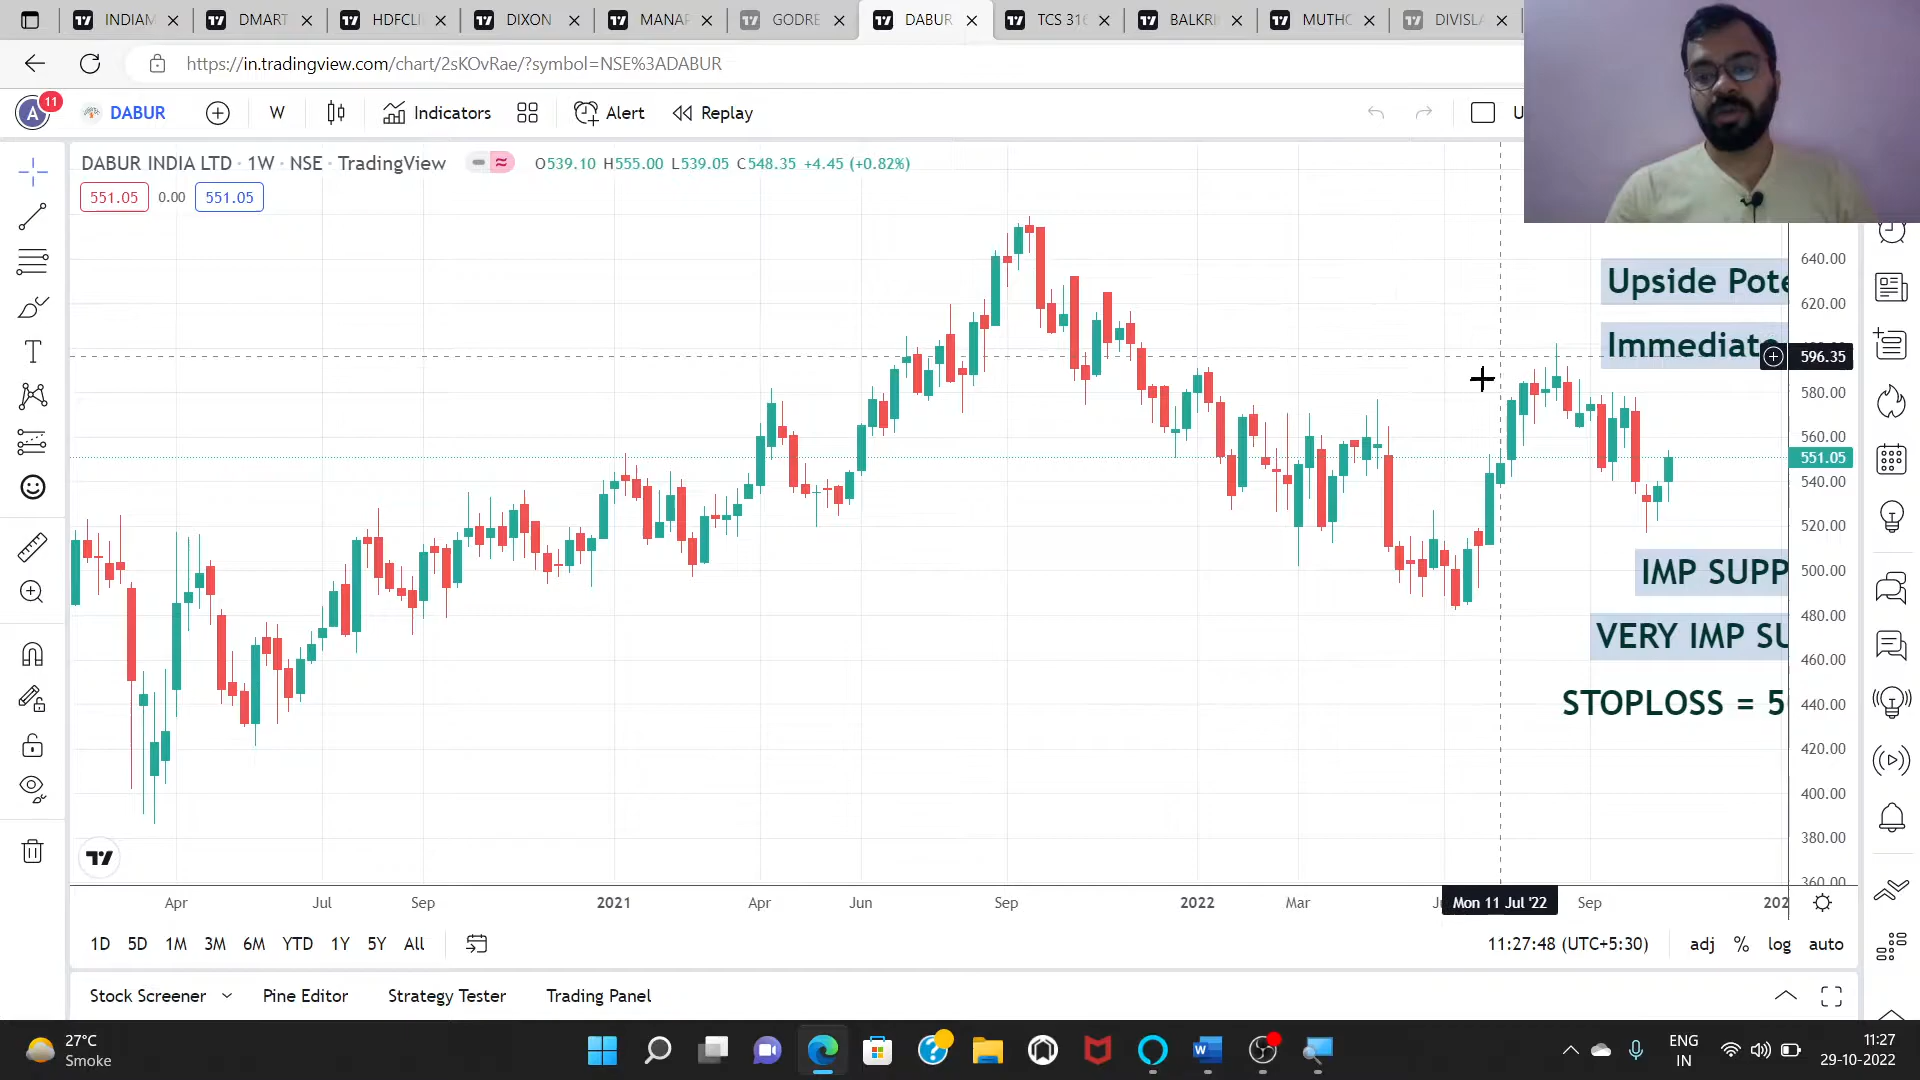 INDIAM
DMART
HDFCLI
DIXON
MANAP
GODRE
DABUR
TCS 316
BALKRI
MUTHO
DIVISLA
https://in.tradingview.com/chart/2sKOvRae/?symbol=NSE%3ADABUR
A 11
DABUR
W
Indicators
Alert
Replay
DABUR INDIA LTD · 1W · NSE · TradingView
O539.10 H555.00 L539.05 C548.35 +4.45 (+0.82%)
551.05 0.00 551.05
640.00
Upside Pote
620.00
Immediate
596.35
580.00
560.00
551.05
540.00
520.00
500.00
IMP SUPP
480.00
VERY IMP SU
460.00
STOPLOSS = 5
440.00
420.00
400.00
380.00
360.00
Apr Jul Sep 2021 Apr Jun Sep 2022 Mar Mon 11 Jul '22 Sep 202
1D 5D 1M 3M 6M YTD 1Y 5Y All
11:27:48 (UTC+5:30) adj % log auto
Stock Screener Pine Editor Strategy Tester Trading Panel
27°C
Smoke
ENG
IN
11:27
29-10-2022